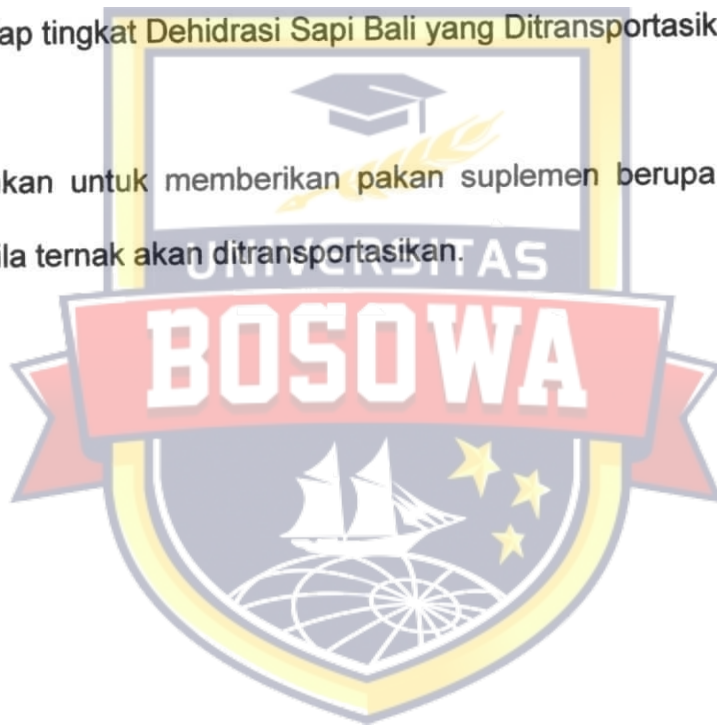 ap tingkat Dehidrasi Sapi Bali yang Ditransportasik
kan untuk memberikan pakan suplemen berupa
ila ternak akan ditransportasikan.
UNIVERSITAS
BOSOWA